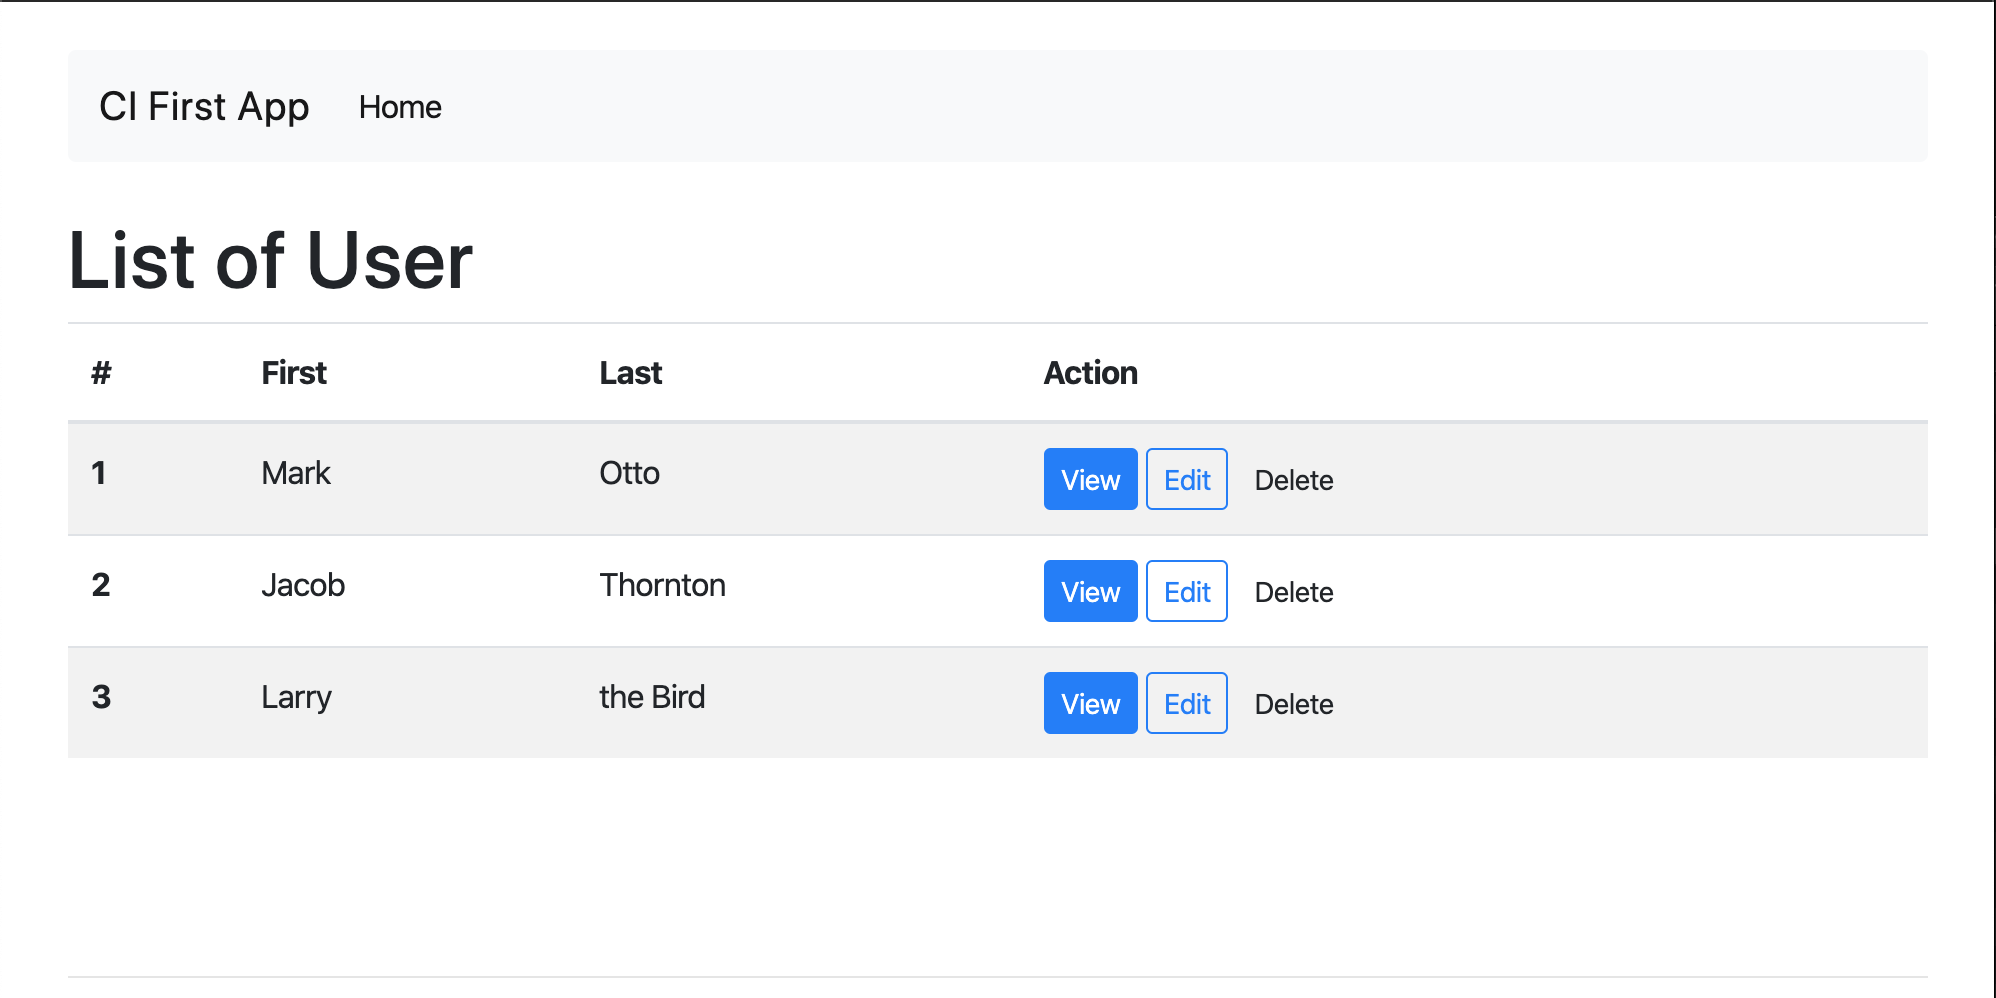 CI First App Home
List of User
# First Last Action
1 Mark Otto View Edit Delete
2 Jacob Thornton View Edit Delete
3 Larry the Bird View Edit Delete